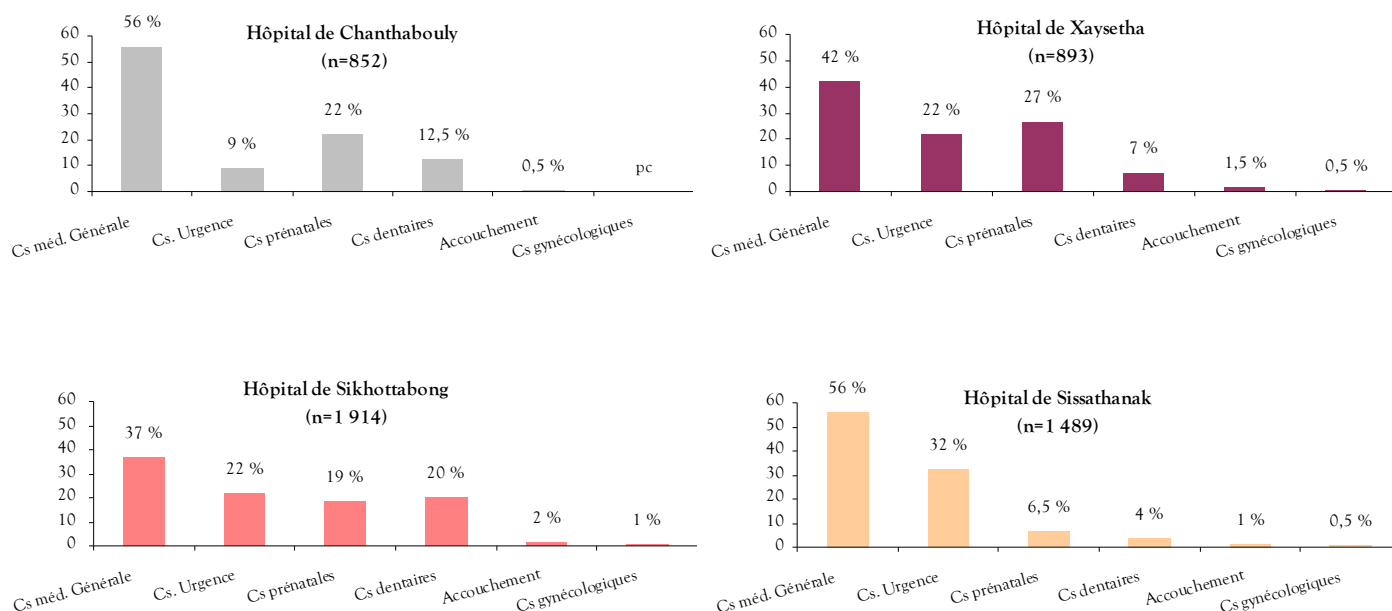 Hôpital de Chanthabouly
(n=852)
56 %
9 %
22 %
12,5 %
0,5 %
pc
60
50
40
30
20
10
0
Cs méd. Générale
Cs. Urgence
Cs prénatales
Cs dentaires
Accouchement
Cs gynécologiques
Hôpital de Xaysetha
(n=893)
42 %
22 %
27 %
7 %
1,5 %
0,5 %
60
50
40
30
20
10
0
Cs méd. Générale
Cs. Urgence
Cs prénatales
Cs dentaires
Accouchement
Cs gynécologiques
Hôpital de Sikhottabong
(n=1 914)
37 %
22 %
19 %
20 %
2 %
1 %
60
50
40
30
20
10
0
Cs méd. Générale
Cs. Urgence
Cs prénatales
Cs dentaires
Accouchement
Cs gynécologiques
Hôpital de Sissathanak
(n=1 489)
56 %
32 %
6,5 %
4 %
1 %
0,5 %
60
50
40
30
20
10
0
Cs méd. Générale
Cs. Urgence
Cs prénatales
Cs dentaires
Accouchement
Cs gynécologiques